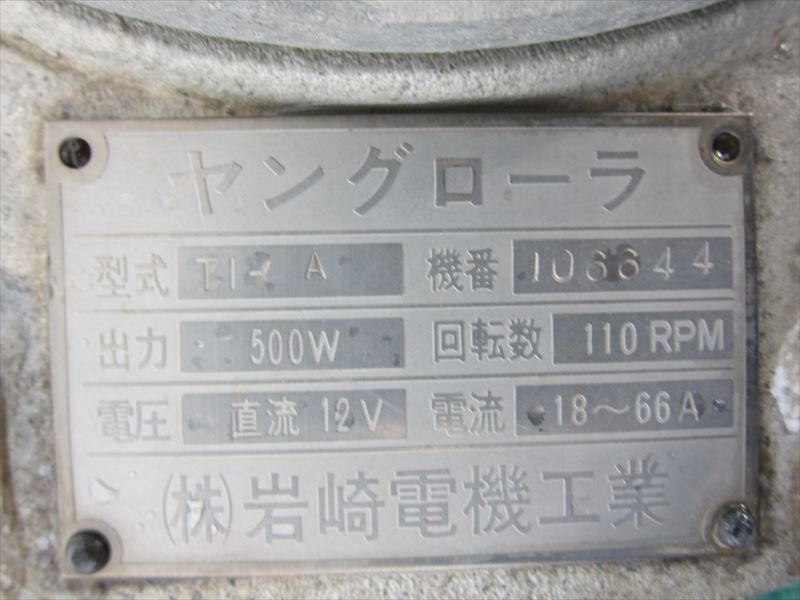 ヤングローラ
型式 A 機番
出力 500W 回転数 110 RPM
電圧 直流 12V 電流 18〜66A
(株)岩崎電機工業